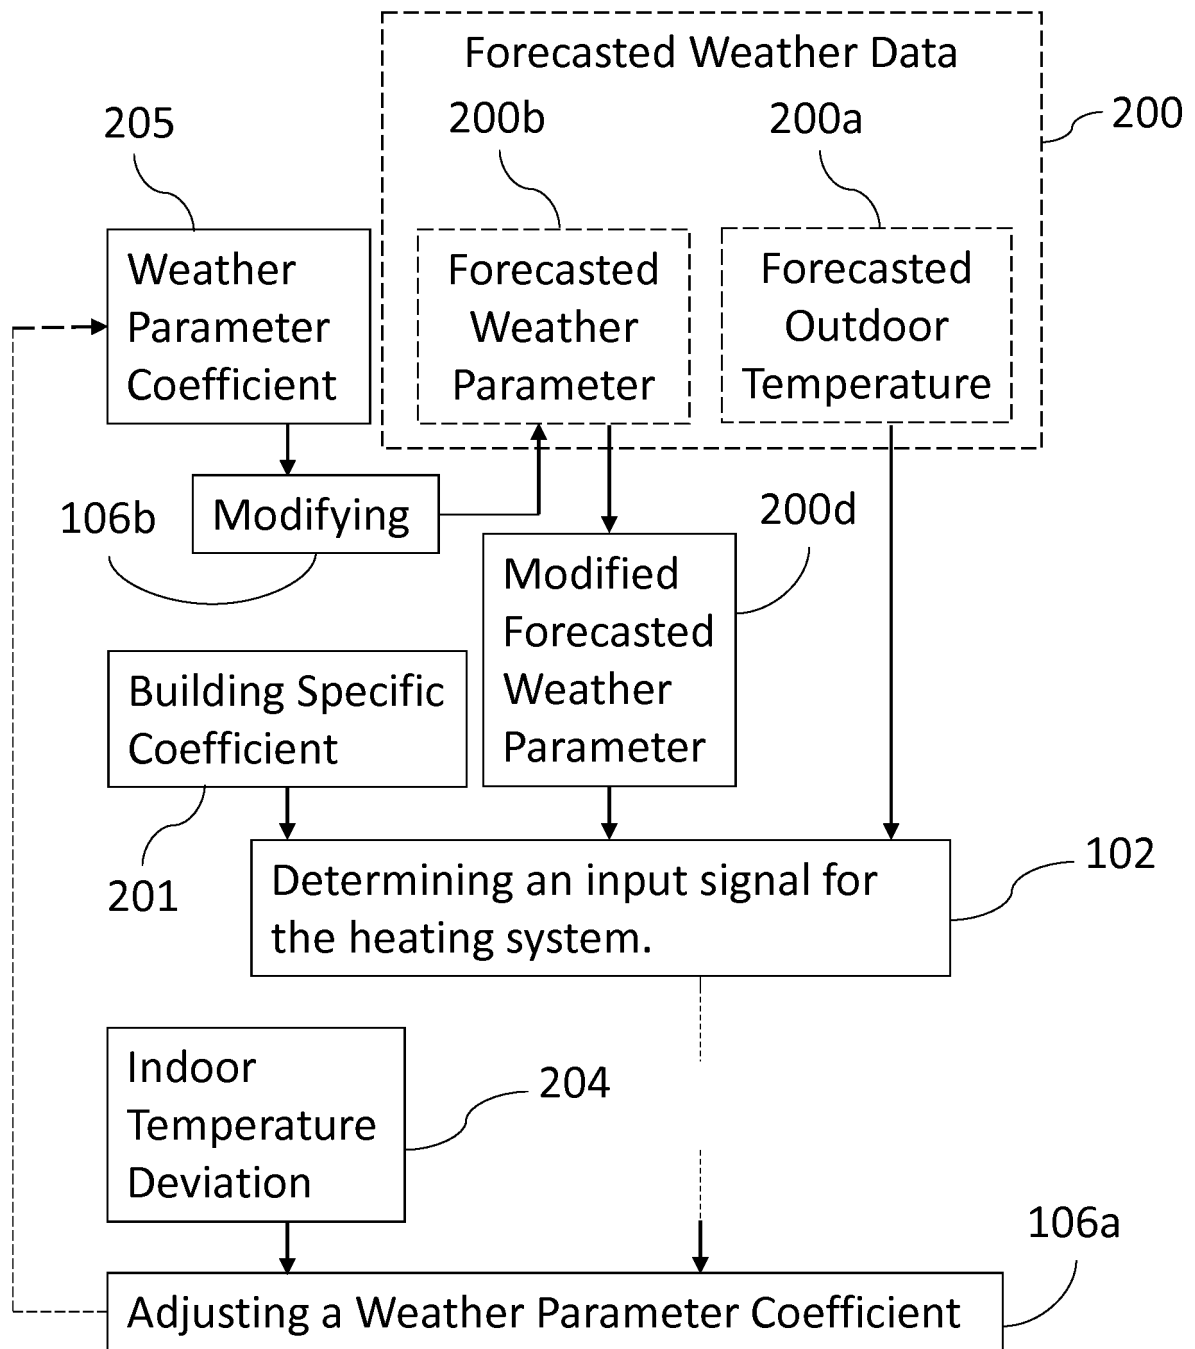 Forecasted Weather Data
205
200b
200a
200
Weather
Parameter
Coefficient
Forecasted
Weather
Parameter
Forecasted
Outdoor
Temperature
106b
Modifying
200d
Modified
Forecasted
Weather
Parameter
Building Specific
Coefficient
201
Determining an input signal for
the heating system.
102
Indoor
Temperature
Deviation
204
106a
Adjusting a Weather Parameter Coefficient